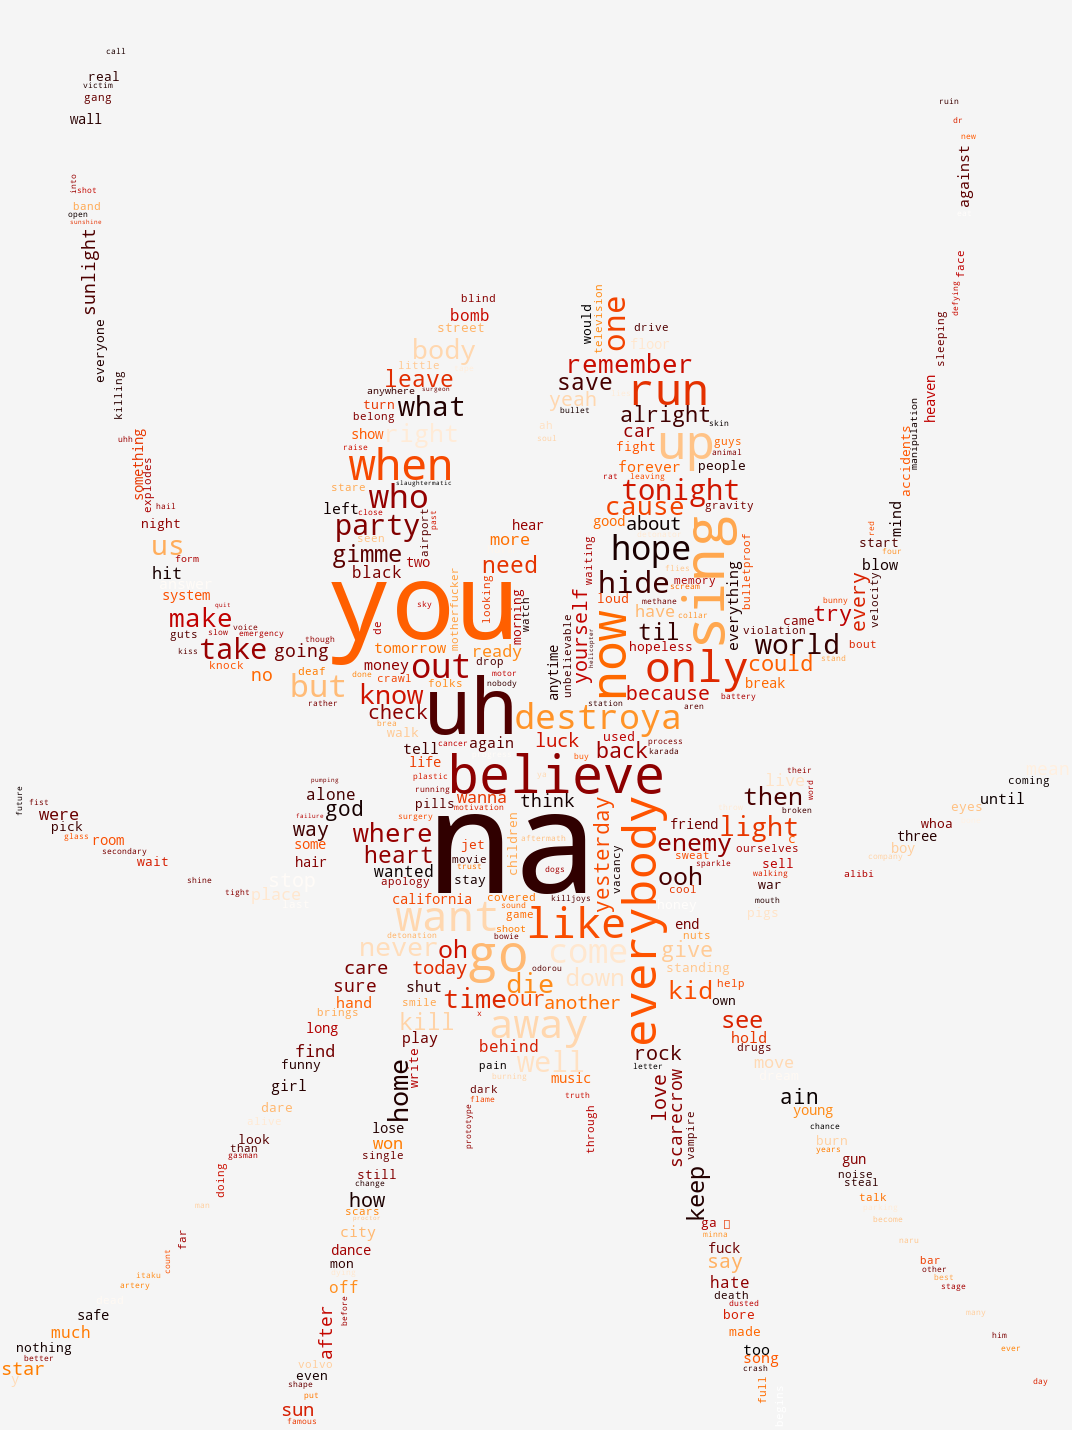 call
real
victim
gang
wall
ruin
dr
new
against
into
shot
band
open
sunshine
sunlight
everyone
killing
uhh
something
explodes
hail
night
us
form
hit
system
face
defying
sleeping
heaven
manipulation
accidents
mind
red
start
four
blow
velocity
every
bunny
try
came
violation
bout
stand
world
could
break
battery
blind
bomb
street
body
little
leave
surgeon
anywhere
turn
what
belong
show
right
raise
when
slaughtermatic
stare
who
left
close
party
airport
past
seen
gimme
two
black
hear
more
need
would
television
one
drive
floor
remember
save
run
yeah
bullet
alright
skin
sh
soul
car
up
guys
fight
animal
forever
people
rat
leaving
tonight
cause
gravity
good
about
hope
sing
waiting
flies
hide
memory
scream
bulletproof
everything
loud
methane
have
collar
til
yourself
hopeless
now
only
because
aren
station
helicopter
unbelievable
anytime
you
sky
de
motherfucker
looking
morning
watch
tomorrow
ready
money
out
drop
crawl
motor
folks
nobody
done
quit
make
voice
guts
slow
emergency
though
kiss
take
going
knock
no
deaf
but
rather
know
check
brea
walk
uh
destroya
tell
cancer
again
luck
used
back
process
karada
life
buy
plastic
believe
running
pills
wanna
motivation
think
surgery
pumping
alone
god
failure
way
some
where
hair
heart
wanted
apology
na
jet
movie
trust
stay
children
aftermath
dogs
vacancy
yesterday
everybody
friend
light
enemy
c
ourselves
sweat
sparkle
sell
ooh
cool
walking
war
mouth
honey
pigs
live
their
word
then
broken
coming
until
eyes
whoa
three
boy
company
alibi
future
fist
were
pick
glass
room
secondary
wait
shine
tight
stop
place
california
covered
sound
killjoys
want
game
shoot
like
detonation
bowie
never
oh
go
come
end
nuts
give
care
today
odorou
down
standing
sure
shut
die
kid
help
hand
smile
time
our
another
own
brings
x
see
long
kill
away
hold
play
behind
rock
drugs
find
write
well
letter
move
funny
pain
home
burning
music
love
girl
dark
flame
truth
scarecrow
ain
dare
prototype
through
vampire
young
alive
lose
chance
look
won
burn
than
gasman
single
years
gun
still
noise
change
steal
doing
keep
how
talk
man
scars
become
ga
minna
city
far
naru
fuck
dance
say
bar
mon
other
count
itaku
best
artery
off
hate
stage
death
dusted
before
safe
bore
many
after
much
made
him
nothing
too
ever
better
song
volvo
star
crash
even
y
shape
day
put
full
sun
famous